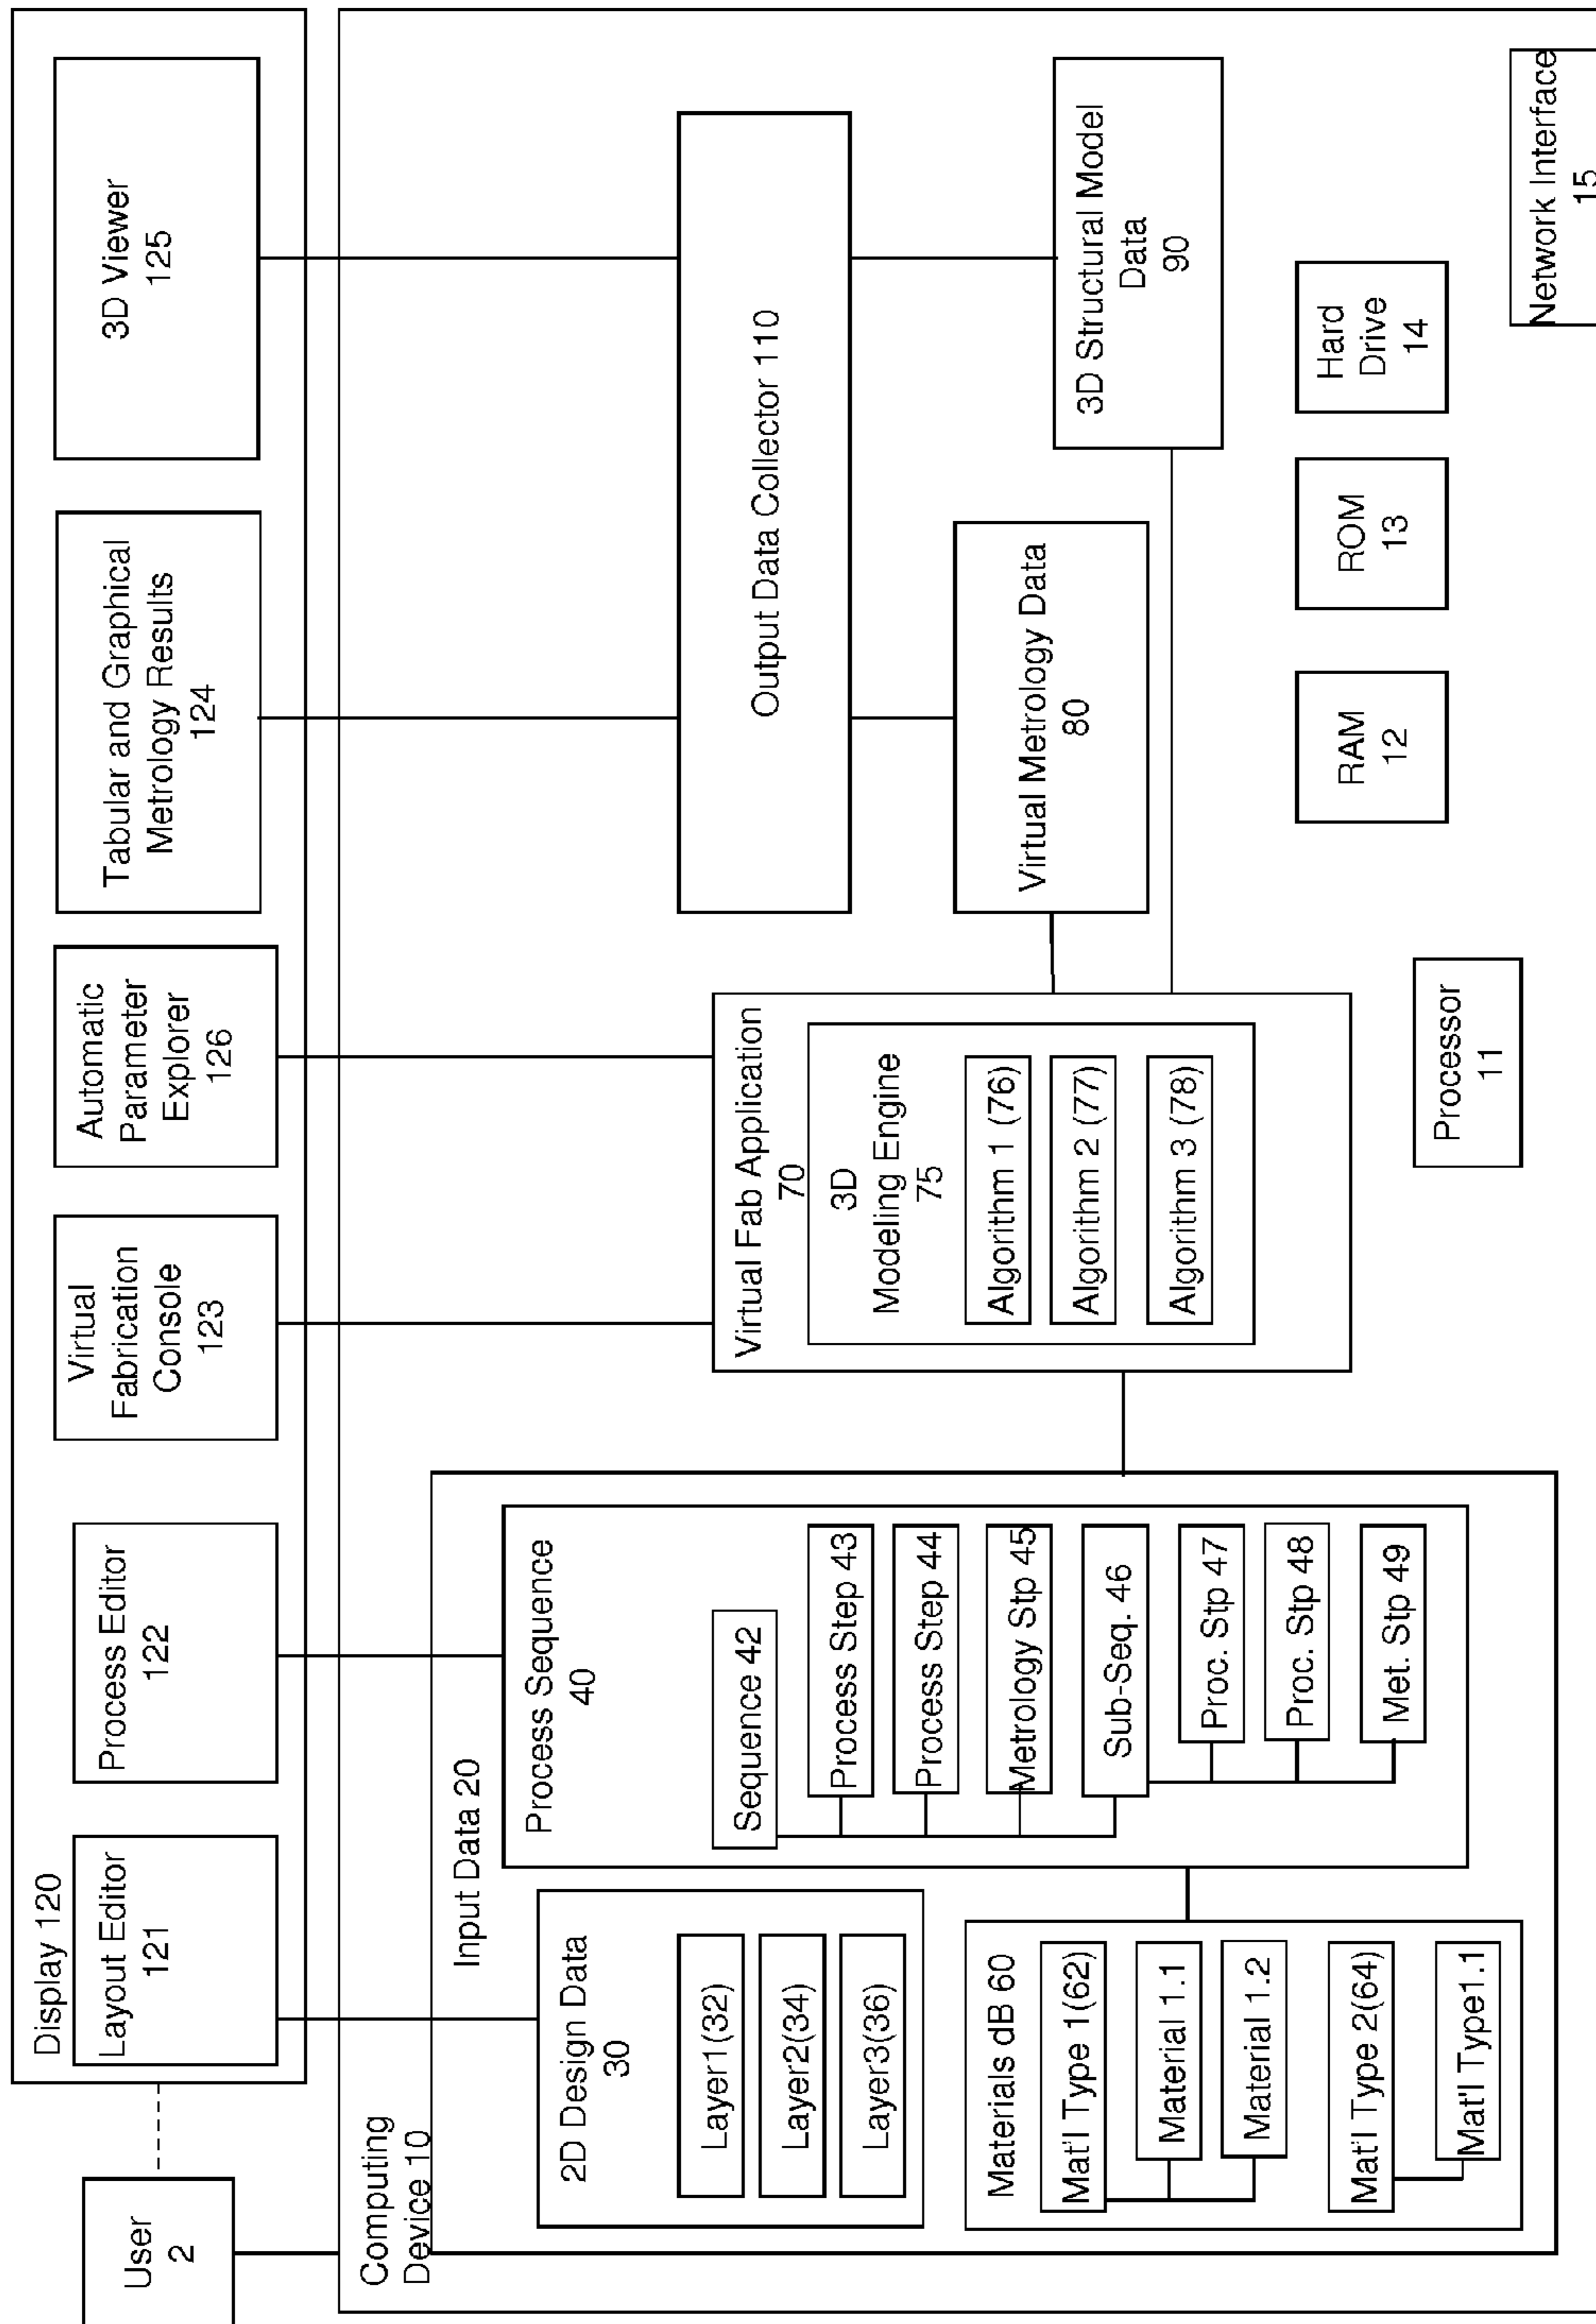 User
2
Display 120
Layout Editor
121
Process Editor
122
Virtual
Fabrication
Console
123
Automatic
Parameter
Explorer
126
Tabular and Graphical
Metrology Results
124
3D Viewer
125
Computing
Device 10
Input Data 20
2D Design Data
30
Layer1(32)
Layer2(34)
Layer3(36)
Materials dB 60
Mat'l Type 1(62)
Material 1.1
Material 1.2
Mat'l Type 2(64)
Mat'l Type1.1
Process Sequence
40
Sequence 42
Process Step 43
Process Step 44
Metrology Stp 45
Sub-Seq. 46
Proc. Stp 47
Proc. Stp 48
Met. Stp 49
Virtual Fab Application
70
3D
Modeling Engine
75
Algorithm 1 (76)
Algorithm 2 (77)
Algorithm 3 (78)
Output Data Collector 110
Virtual Metrology Data
80
3D Structural Model
Data
90
Processor
11
RAM
12
ROM
13
Hard
Drive
14
Network Interface
15